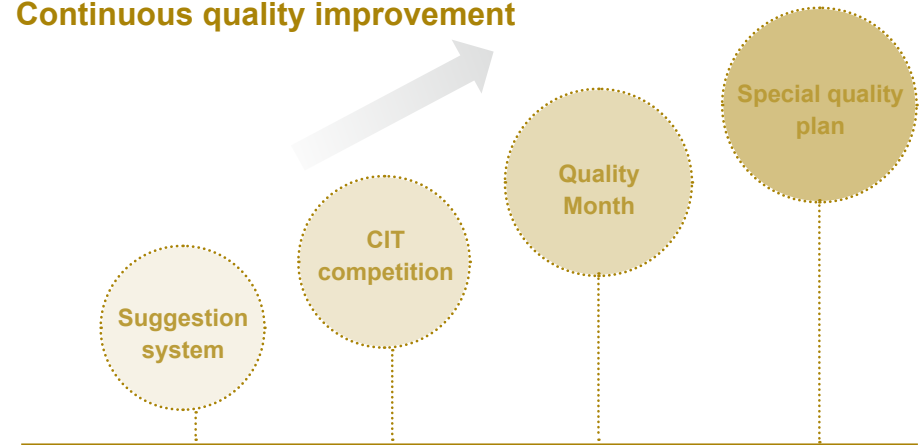 Continuous quality improvement
Special quality
plan
Quality
Month
CIT
competition
Suggestion
system